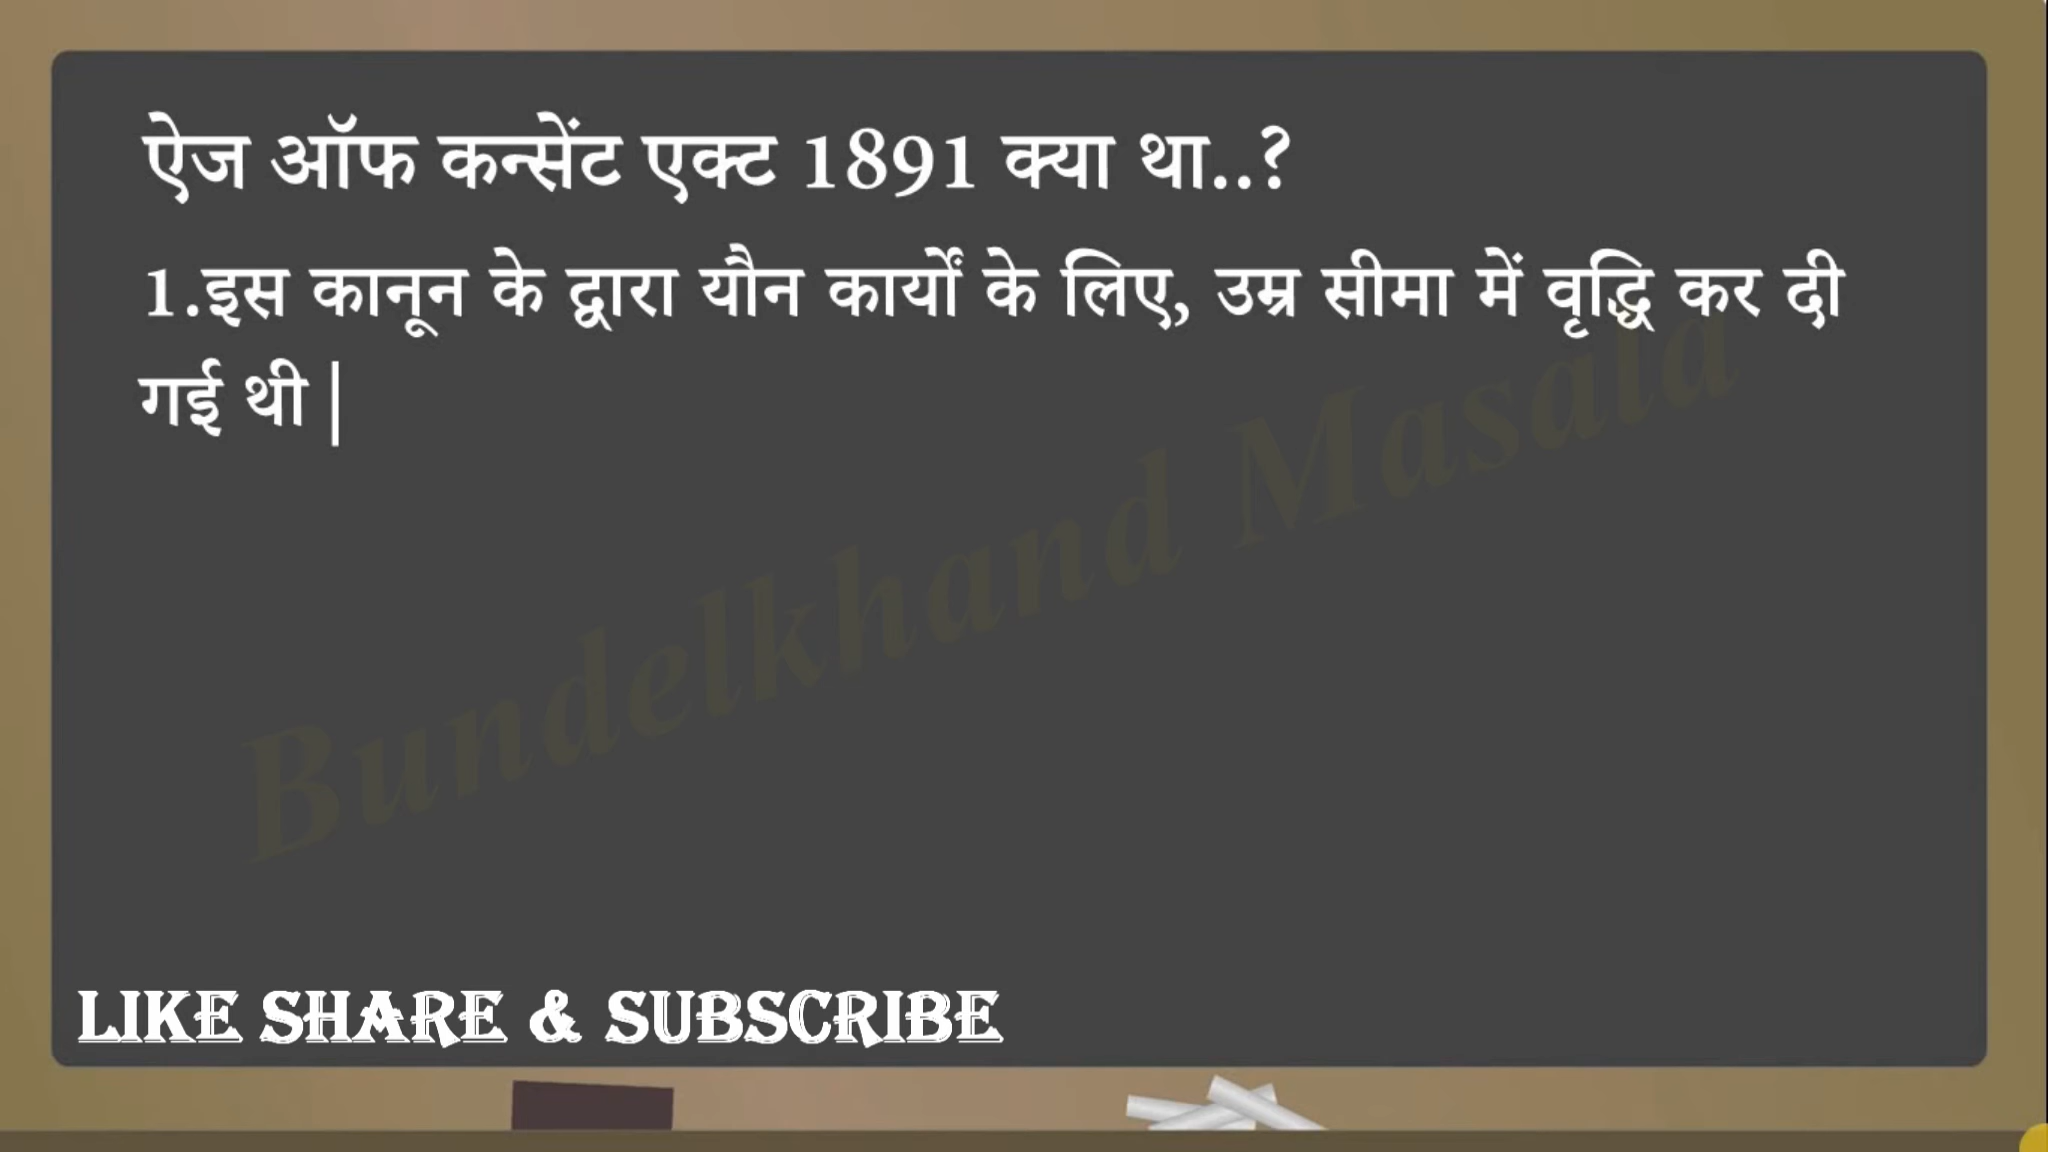 ऐज ऑफ कन्सेंट एक्ट 1891 क्या था..?
1.इस कानून के द्वारा यौन कार्यों के लिए, उम्र सीमा में वृद्धि कर दी
गई थी |
Bundelkhand Masala
LIKE SHARE & SUBSCRIBE